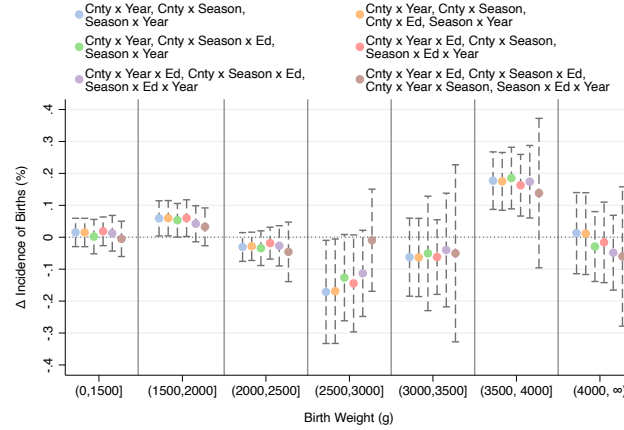 Cnty x Year, Cnty x Season,
Season x Year
Cnty x Year, Cnty x Season,
Cnty x Ed, Season x Year
Cnty x Year, Cnty x Season x Ed,
Season x Year
Cnty x Year x Ed, Cnty x Season,
Season x Ed x Year
Cnty x Year x Ed, Cnty x Season x Ed,
Season x Ed x Year
Cnty x Year x Ed, Cnty x Season x Ed,
Cnty x Year x Season, Season x Ed x Year
Δ Incidence of Births (%)
.4
.3
.2
.1
0
-.1
-.2
-.3
-.4
(0,1500] (1500,2000] (2000,2500] (2500,3000] (3000,3500] (3500, 4000] (4000, ∞)
Birth Weight (g)